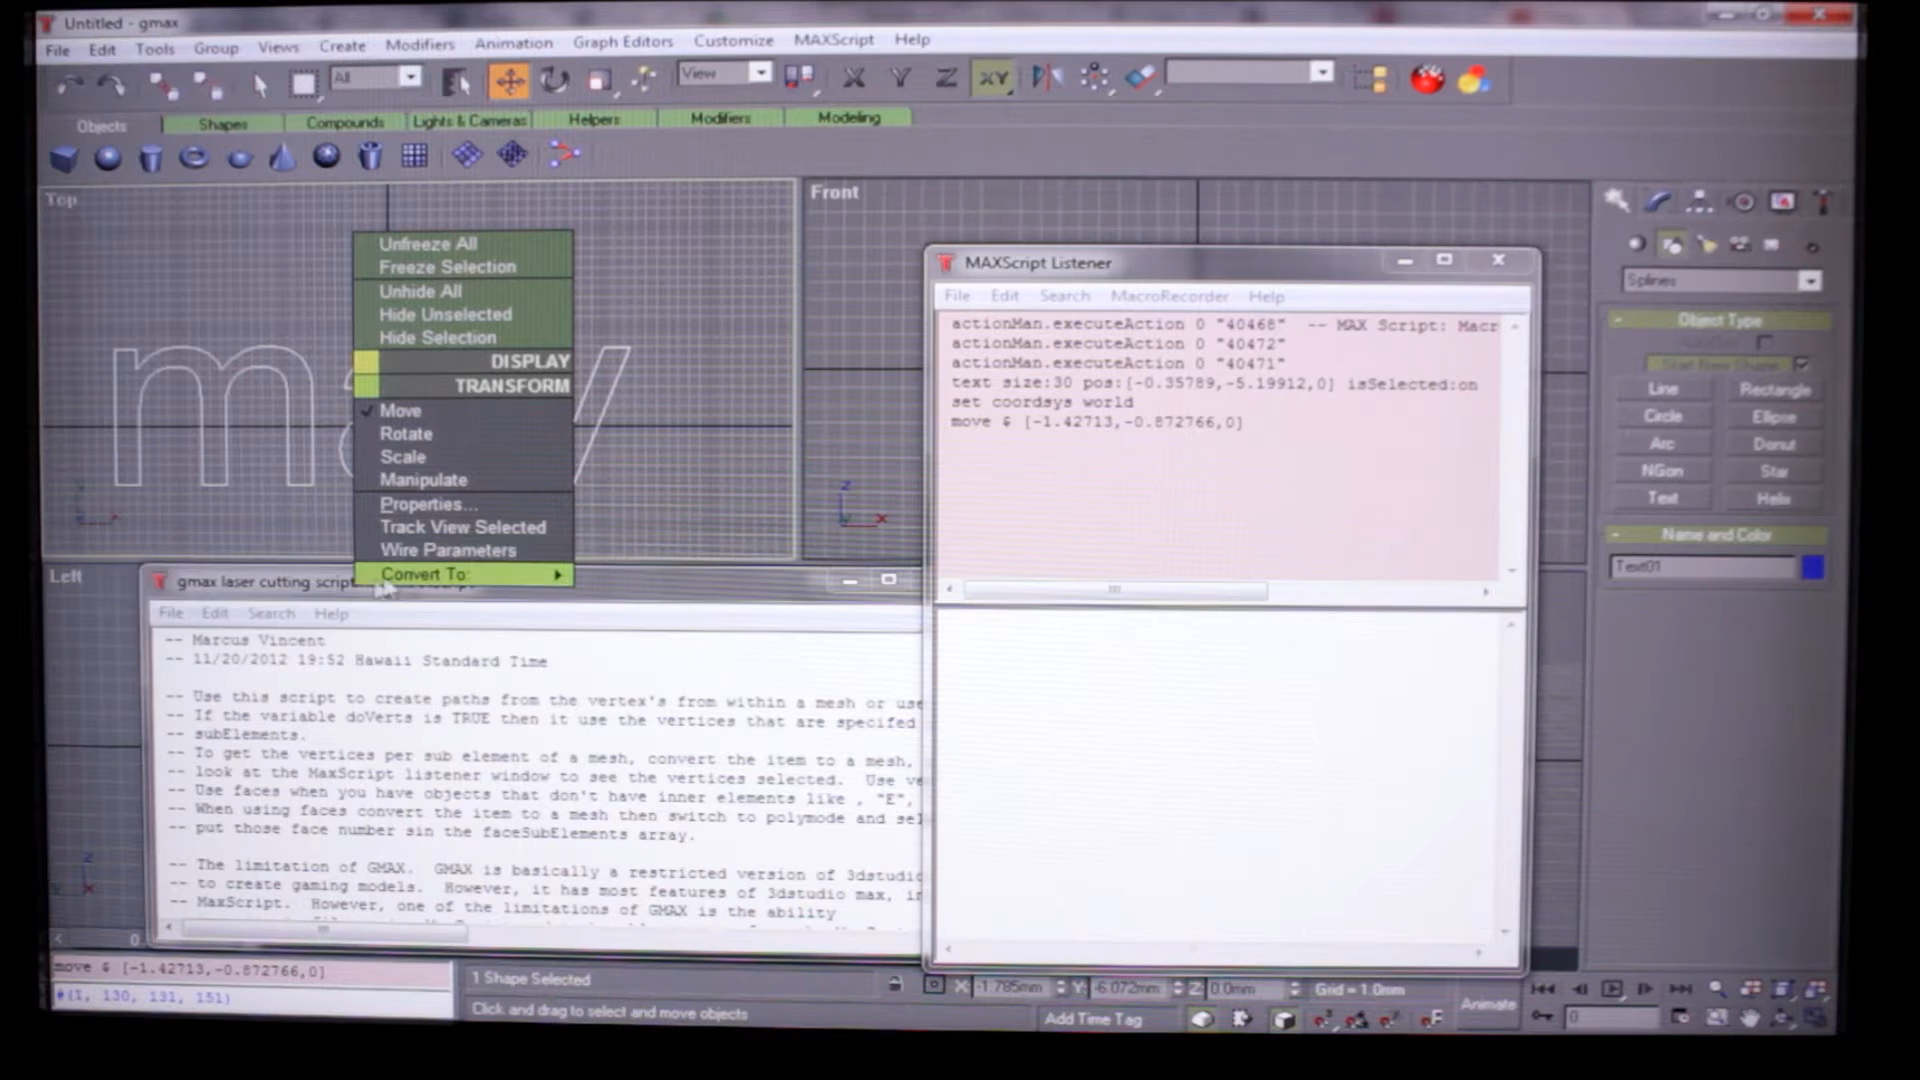 Untitled - gmax
File Edit Tools Group Views Create Modifiers Animation Graph Editors Customize MAXScript Help
All
View
X Y Z XY
Objects Shapes Compounds Lights & Cameras Helpers Modifiers Modeling
Top
Front
Unfreeze All
Freeze Selection
Unhide All
Hide Unselected
Hide Selection
DISPLAY
TRANSFORM
Move
Rotate
Scale
Manipulate
Properties...
Track View Selected
Wire Parameters
Convert To:
MAXScript Listener
File Edit Search MacroRecorder Help
actionMan.executeAction 0 "40468" -- MAX Script: Macr
actionMan.executeAction 0 "40472"
actionMan.executeAction 0 "40471"
text size:30 pos:[-0.35789,-5.19912,0] isSelected:on
set coordsys world
move $ [-1.42713,-0.872766,0]
Splines
Object Type
Start New Shape
Line Rectangle
Circle Ellipse
Arc Donut
NGon Star
Text Helix
Name and Color
Text01
Left
gmax laser cutting script
File Edit Search Help
-- Marcus Vincent
-- 11/20/2012 19:52 Hawaii Standard Time
-- Use this script to create paths from the vertex's from within a mesh or use
-- If the variable doVerts is TRUE then it use the vertices that are specifed
-- subElements.
-- To get the vertices per sub element of a mesh, convert the item to a mesh,
-- look at the MaxScript listener window to see the vertices selected. Use ve
-- Use faces when you have objects that don't have inner elements like , "E",
-- When using faces convert the item to a mesh then switch to polymode and sel
-- put those face number sin the faceSubElements array.
-- The limitation of GMAX. GMAX is basically a restricted version of 3dstudio
-- to create gaming models. However, it has most features of 3dstudio max, in
-- MaxScript. However, one of the limitations of GMAX is the ability
0
move $ [-1.42713,-0.872766,0]
#(1, 130, 131, 151)
1 Shape Selected
Click and drag to select and move objects
X: -1.785mm Y: -6.072mm Z: 0.0mm Grid = 1.0mm
Add Time Tag
Animate
0